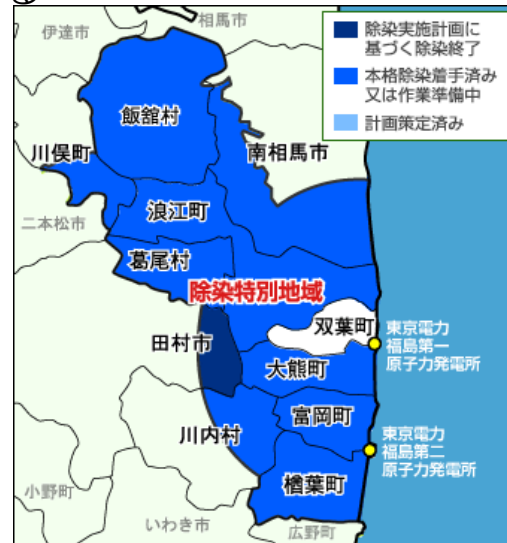 相馬市
伊達市
除染実施計画に
基づく除染終了
本格除染着手済み
又は作業準備中
計画策定済み
飯舘村
川俣町
南相馬市
浪江町
二本松市
葛尾村
除染特別地域
双葉町
東京電力
福島第一
原子力発電所
田村市
大熊町
富岡町
川内村
東京電力
福島第二
原子力発電所
楢葉町
小野町
いわき市
広野町